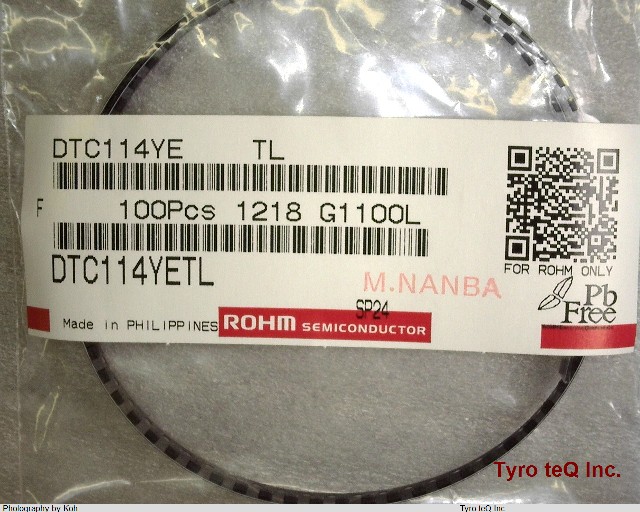 DTC114YE TL
F 100Pcs 1218 G1100L
DTC114YETL
FOR ROHM ONLY
M.NANBA
SP24
Pb
Free
Made in PHILIPPINES ROHM SEMICONDUCTOR
Tyro teQ Inc.
Photography by Koh Tyro teQ Inc